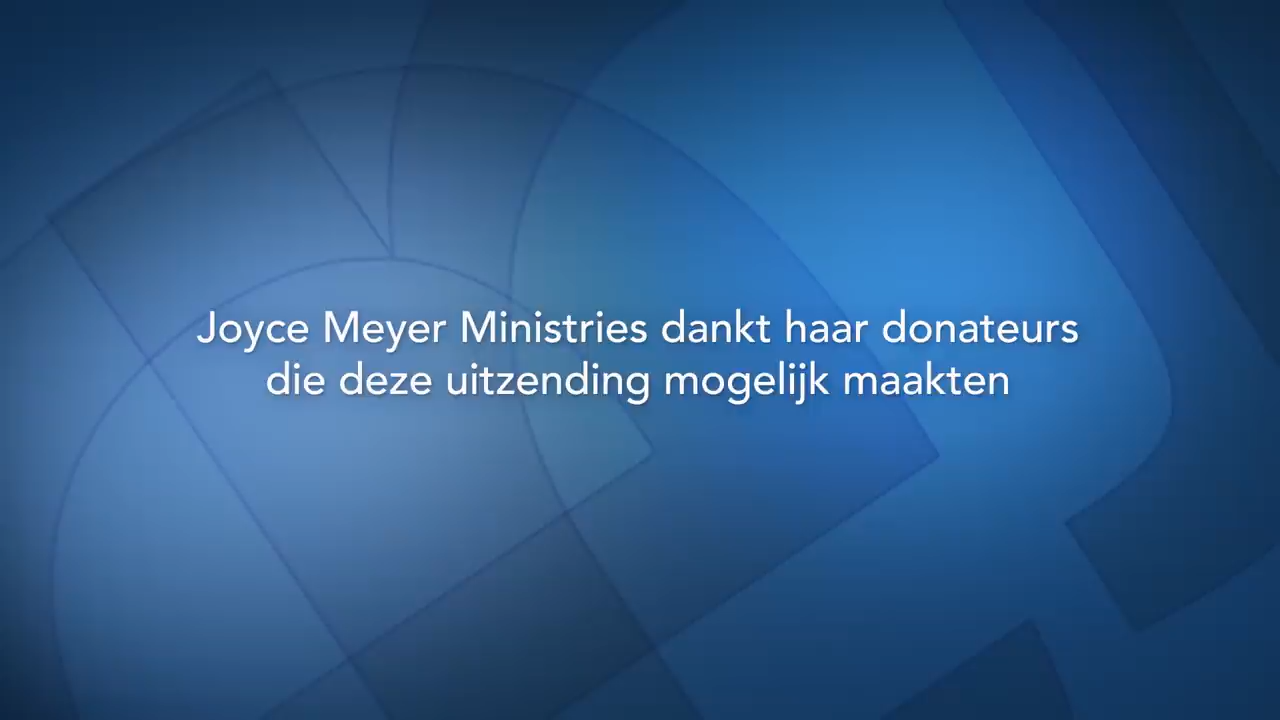 Joyce Meyer Ministries dankt haar donateurs
die deze uitzending mogelijk maakten